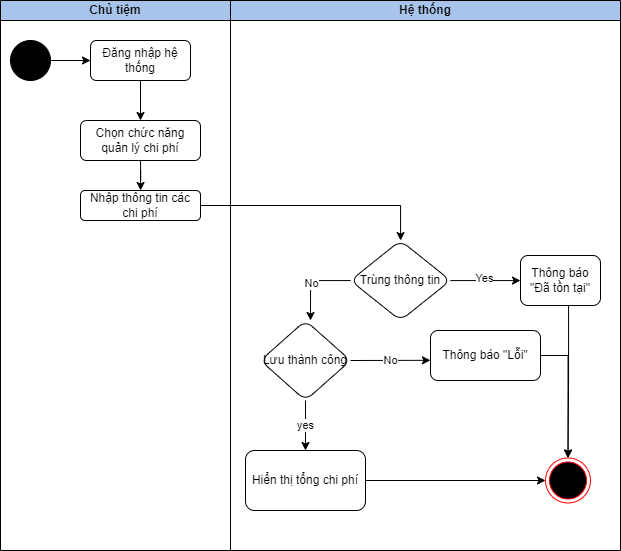 Chủ tiệm
Hệ thống
Đăng nhập hệ
thống
Chọn chức năng
quản lý chi phí
Nhập thông tin các
chi phí
Trùng thông tin
Yes
Thông báo
"Đã tồn tại"
No
Lưu thành công
No
Thông báo "Lỗi"
yes
Hiển thị tổng chi phí